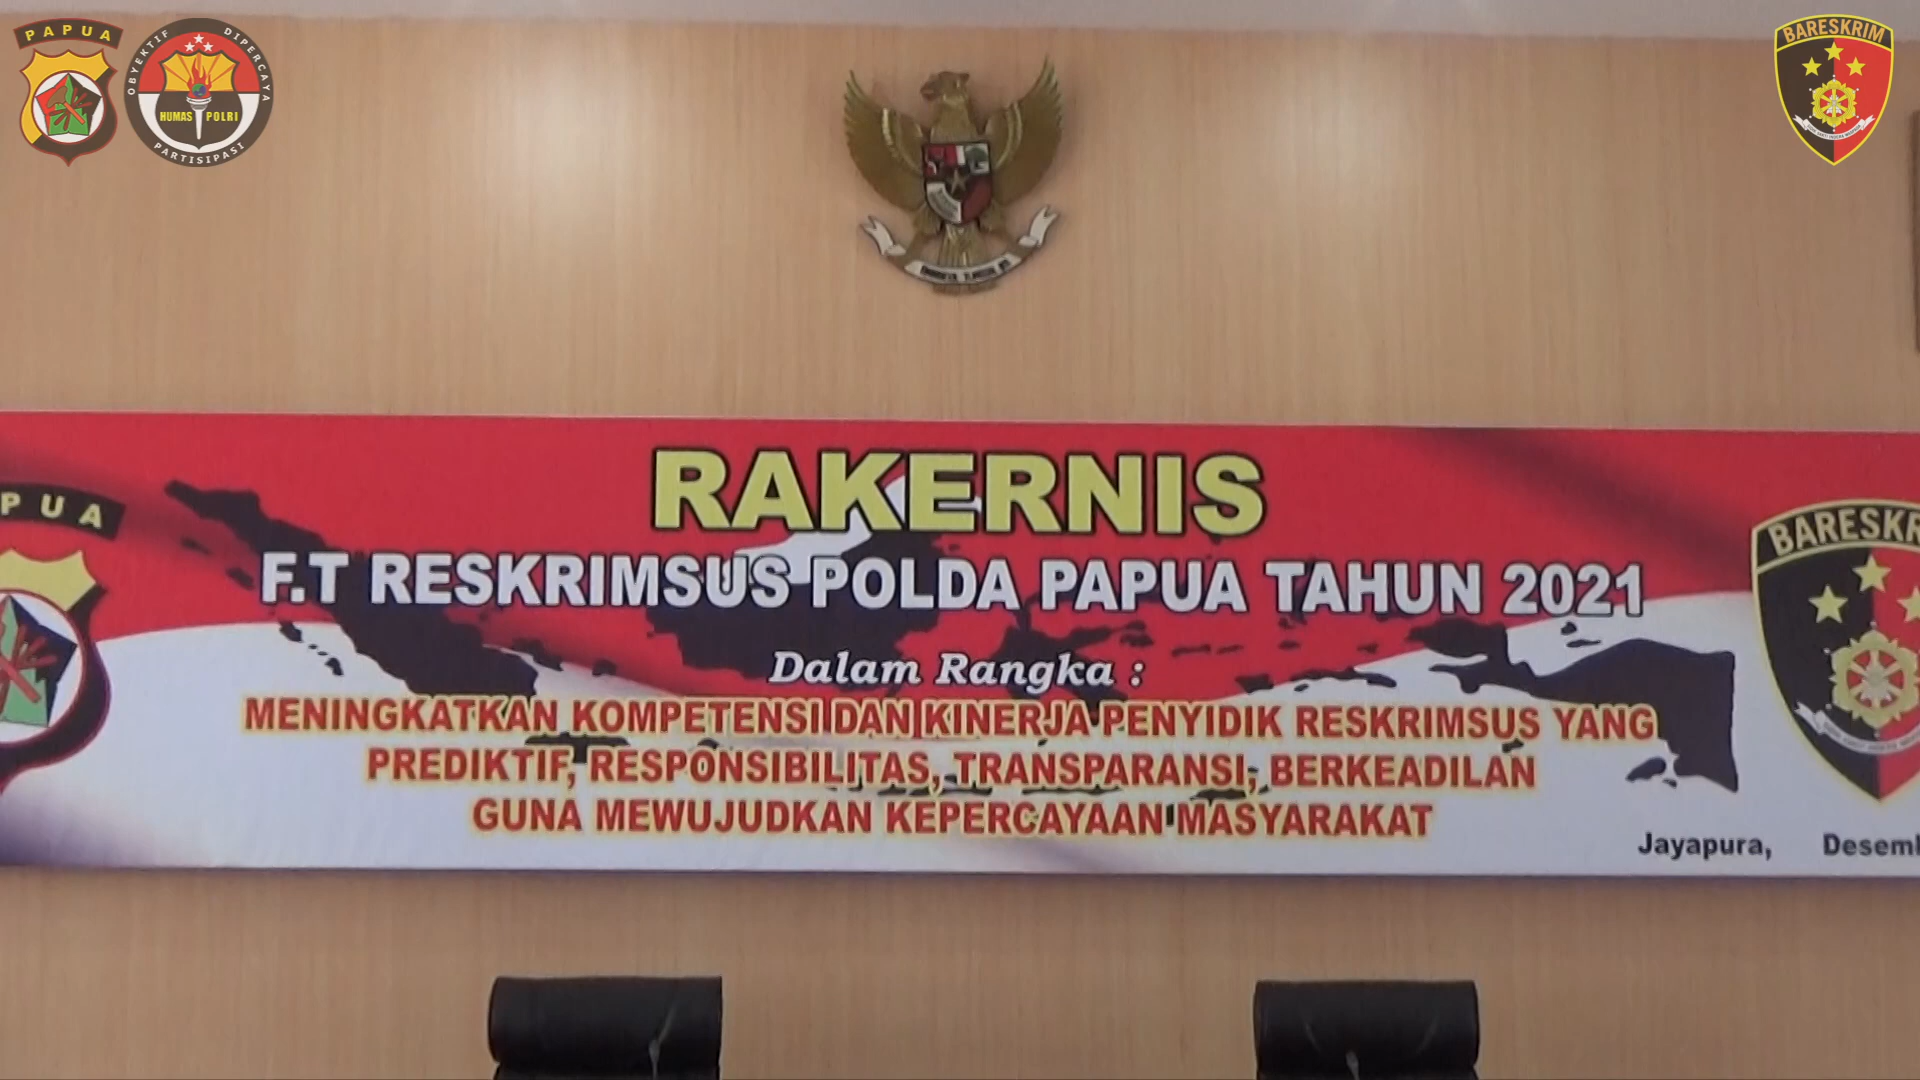 PAPUA
OBYEKTIF DIPERCAYA
HUMAS POLRI
PARTISIPASI
BARESKRIM
RAKERNIS
F.T RESKRIMSUS POLDA PAPUA TAHUN 2021
Dalam Rangka :
MENINGKATKAN KOMPETENSI DAN KINERJA PENYIDIK RESKRIMSUS YANG
PREDIKTIF, RESPONSIBILITAS, TRANSPARANSI, BERKEADILAN
GUNA MEWUJUDKAN KEPERCAYAAN MASYARAKAT
Jayapura, Desem
PUA
BARESKR